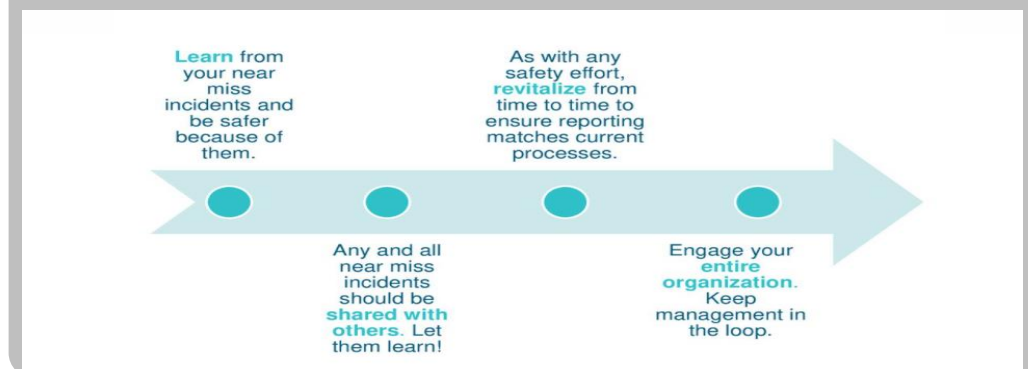 Learn from
your near
miss
incidents and
be safer
because of
them.
Any and all
near miss
incidents
should be
shared with
others. Let
them learn!
As with any
safety effort,
revitalize from
time to time to
ensure reporting
matches current
processes.
Engage your
entire
organization.
Keep
management in
the loop.